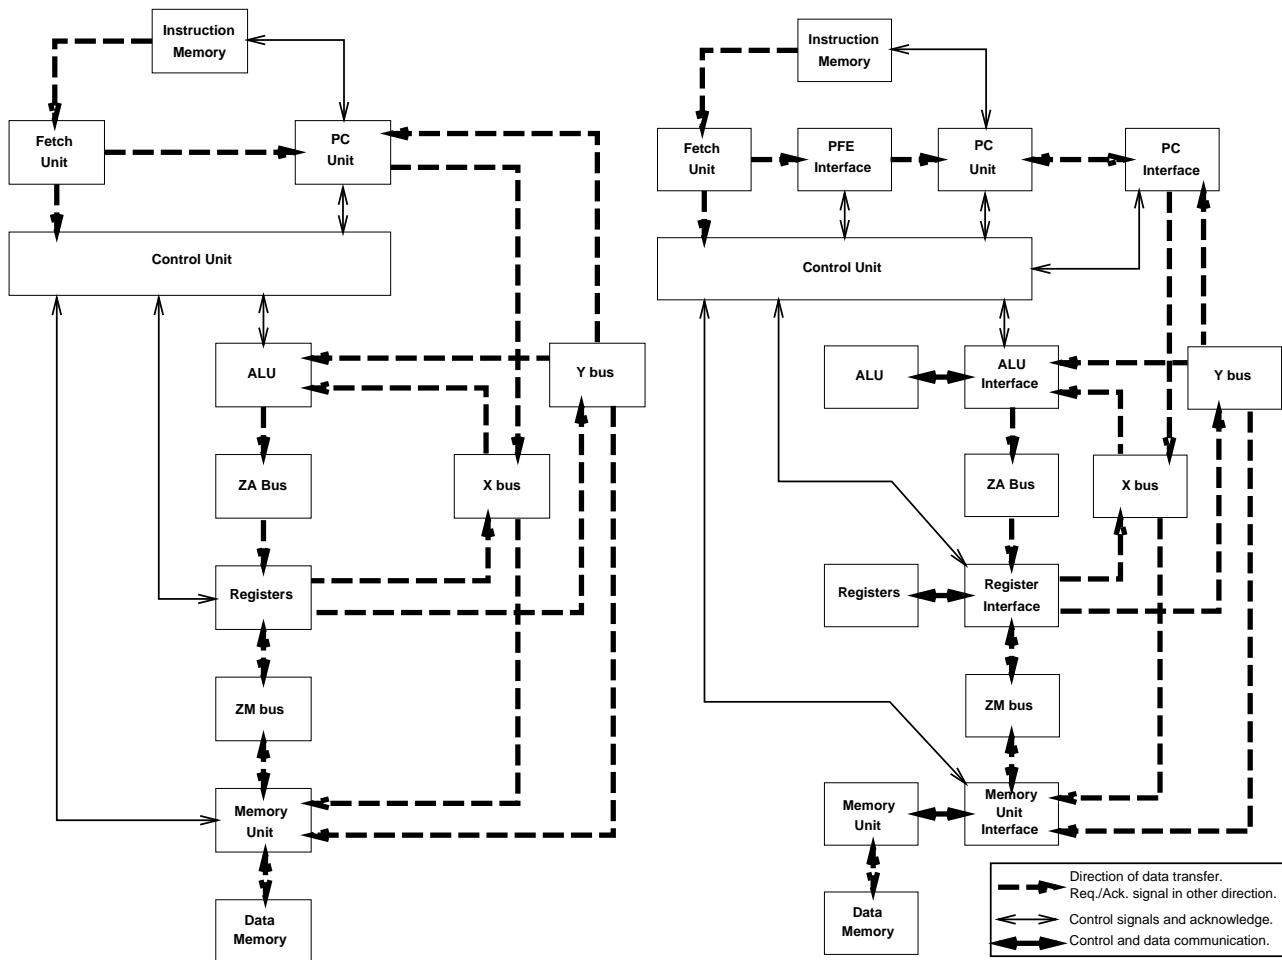 Instruction
Memory
Fetch
Unit
PC
Unit
Control Unit
ALU
Y bus
ZA Bus
X bus
Registers
ZM bus
Memory
Unit
Data
Memory
Instruction
Memory
Fetch
Unit
PFE
Interface
PC
Unit
PC
Interface
Control Unit
ALU
ALU
Interface
Y bus
ZA Bus
X bus
Registers
Register
Interface
ZM bus
Memory
Unit
Memory
Unit
Interface
Data
Memory
Direction of data transfer.
Req./Ack. signal in other direction.
Control signals and acknowledge.
Control and data communication.